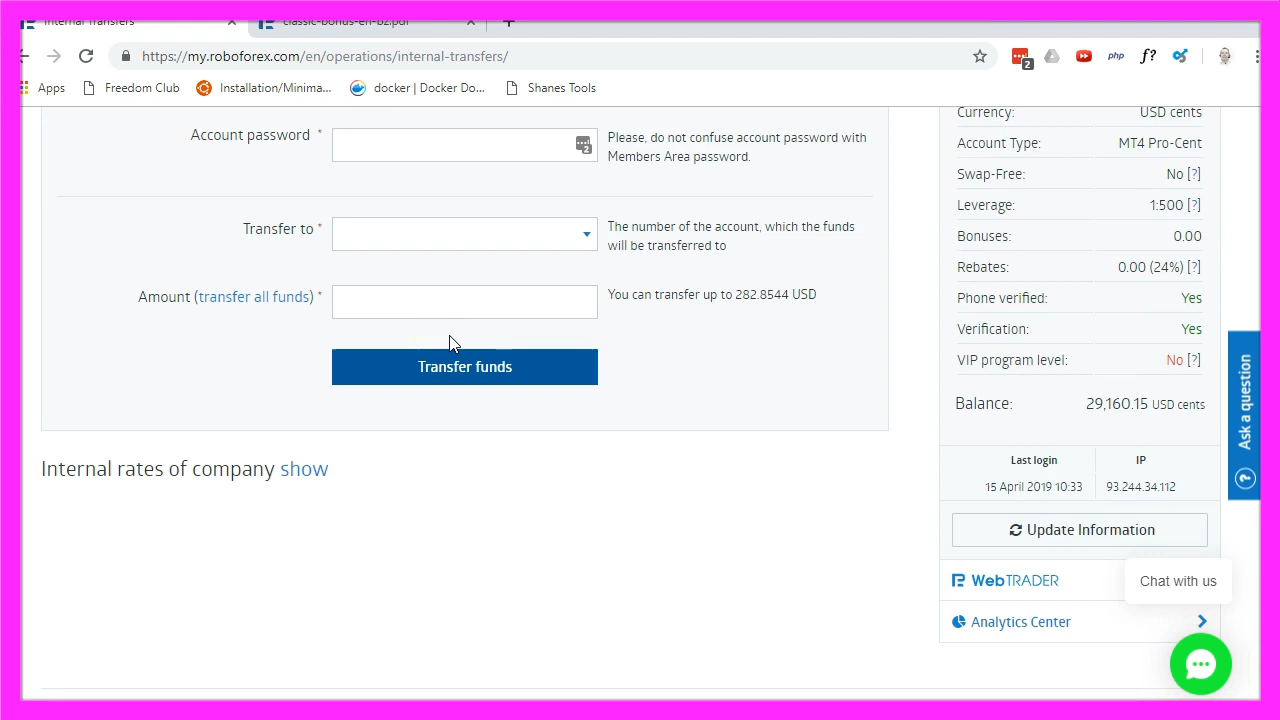 Internal Transfers
classic-bonus-en-b2.pdf
https://my.roboforex.com/en/operations/internal-transfers/
2
php
f?
Apps
Freedom Club
Installation/Minima...
docker | Docker Do...
Shanes Tools
Account password *
2
Please, do not confuse account password with
Members Area password.
Transfer to *
The number of the account, which the funds
will be transferred to
Amount (transfer all funds) *
You can transfer up to 282.8544 USD
Transfer funds
Internal rates of company show
Currency: USD cents
Account Type: MT4 Pro-Cent
Swap-Free: No [?]
Leverage: 1:500 [?]
Bonuses: 0.00
Rebates: 0.00 (24%) [?]
Phone verified: Yes
Verification: Yes
VIP program level: No [?]
Balance: 29,160.15 USD cents
Last login IP
15 April 2019 10:33 93.244.34.112
Update Information
WebTRADER
Chat with us
Analytics Center
Ask a question
?